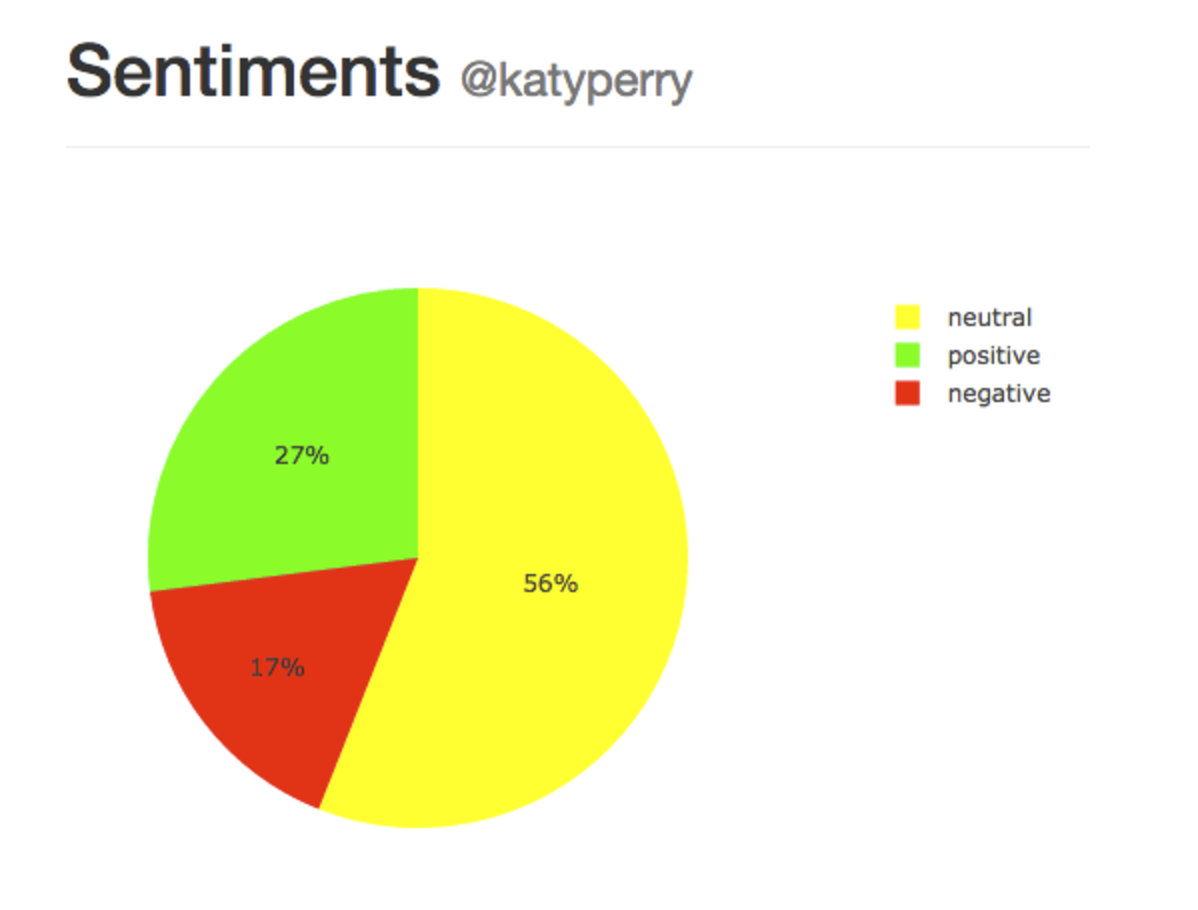 Sentiments @katyperry
neutral
positive
negative
27%
56%
17%